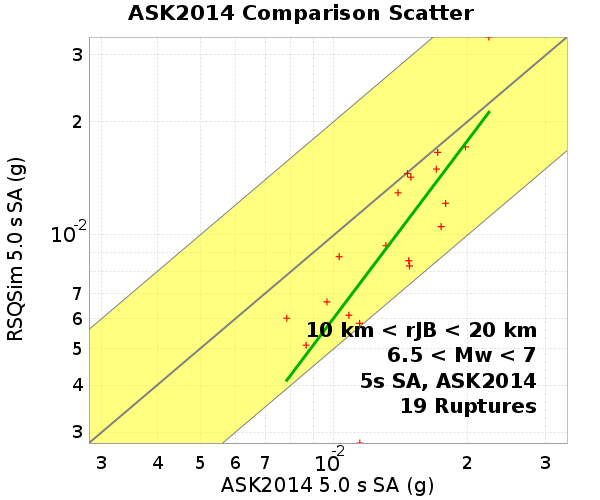 ASK2014 Comparison Scatter
RSQSim 5.0 s SA (g)
3
2
10-2
7
6
5
4
3
10 km < rJB < 20 km
6.5 < Mw < 7
5s SA, ASK2014
19 Ruptures
3 4 5 6 7 10-2 2 3
ASK2014 5.0 s SA (g)